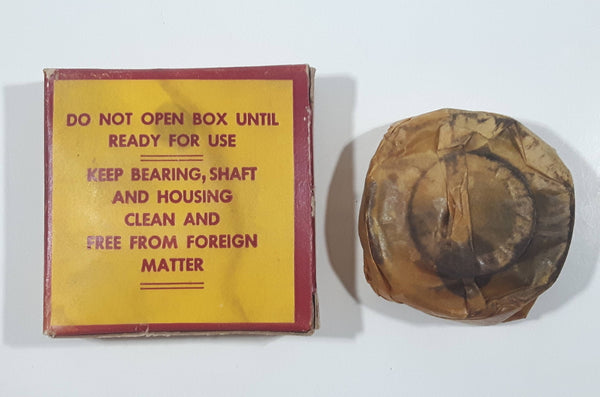 DO NOT OPEN BOX UNTIL
READY FOR USE
KEEP BEARING, SHAFT
AND HOUSING
CLEAN AND
FREE FROM FOREIGN
MATTER